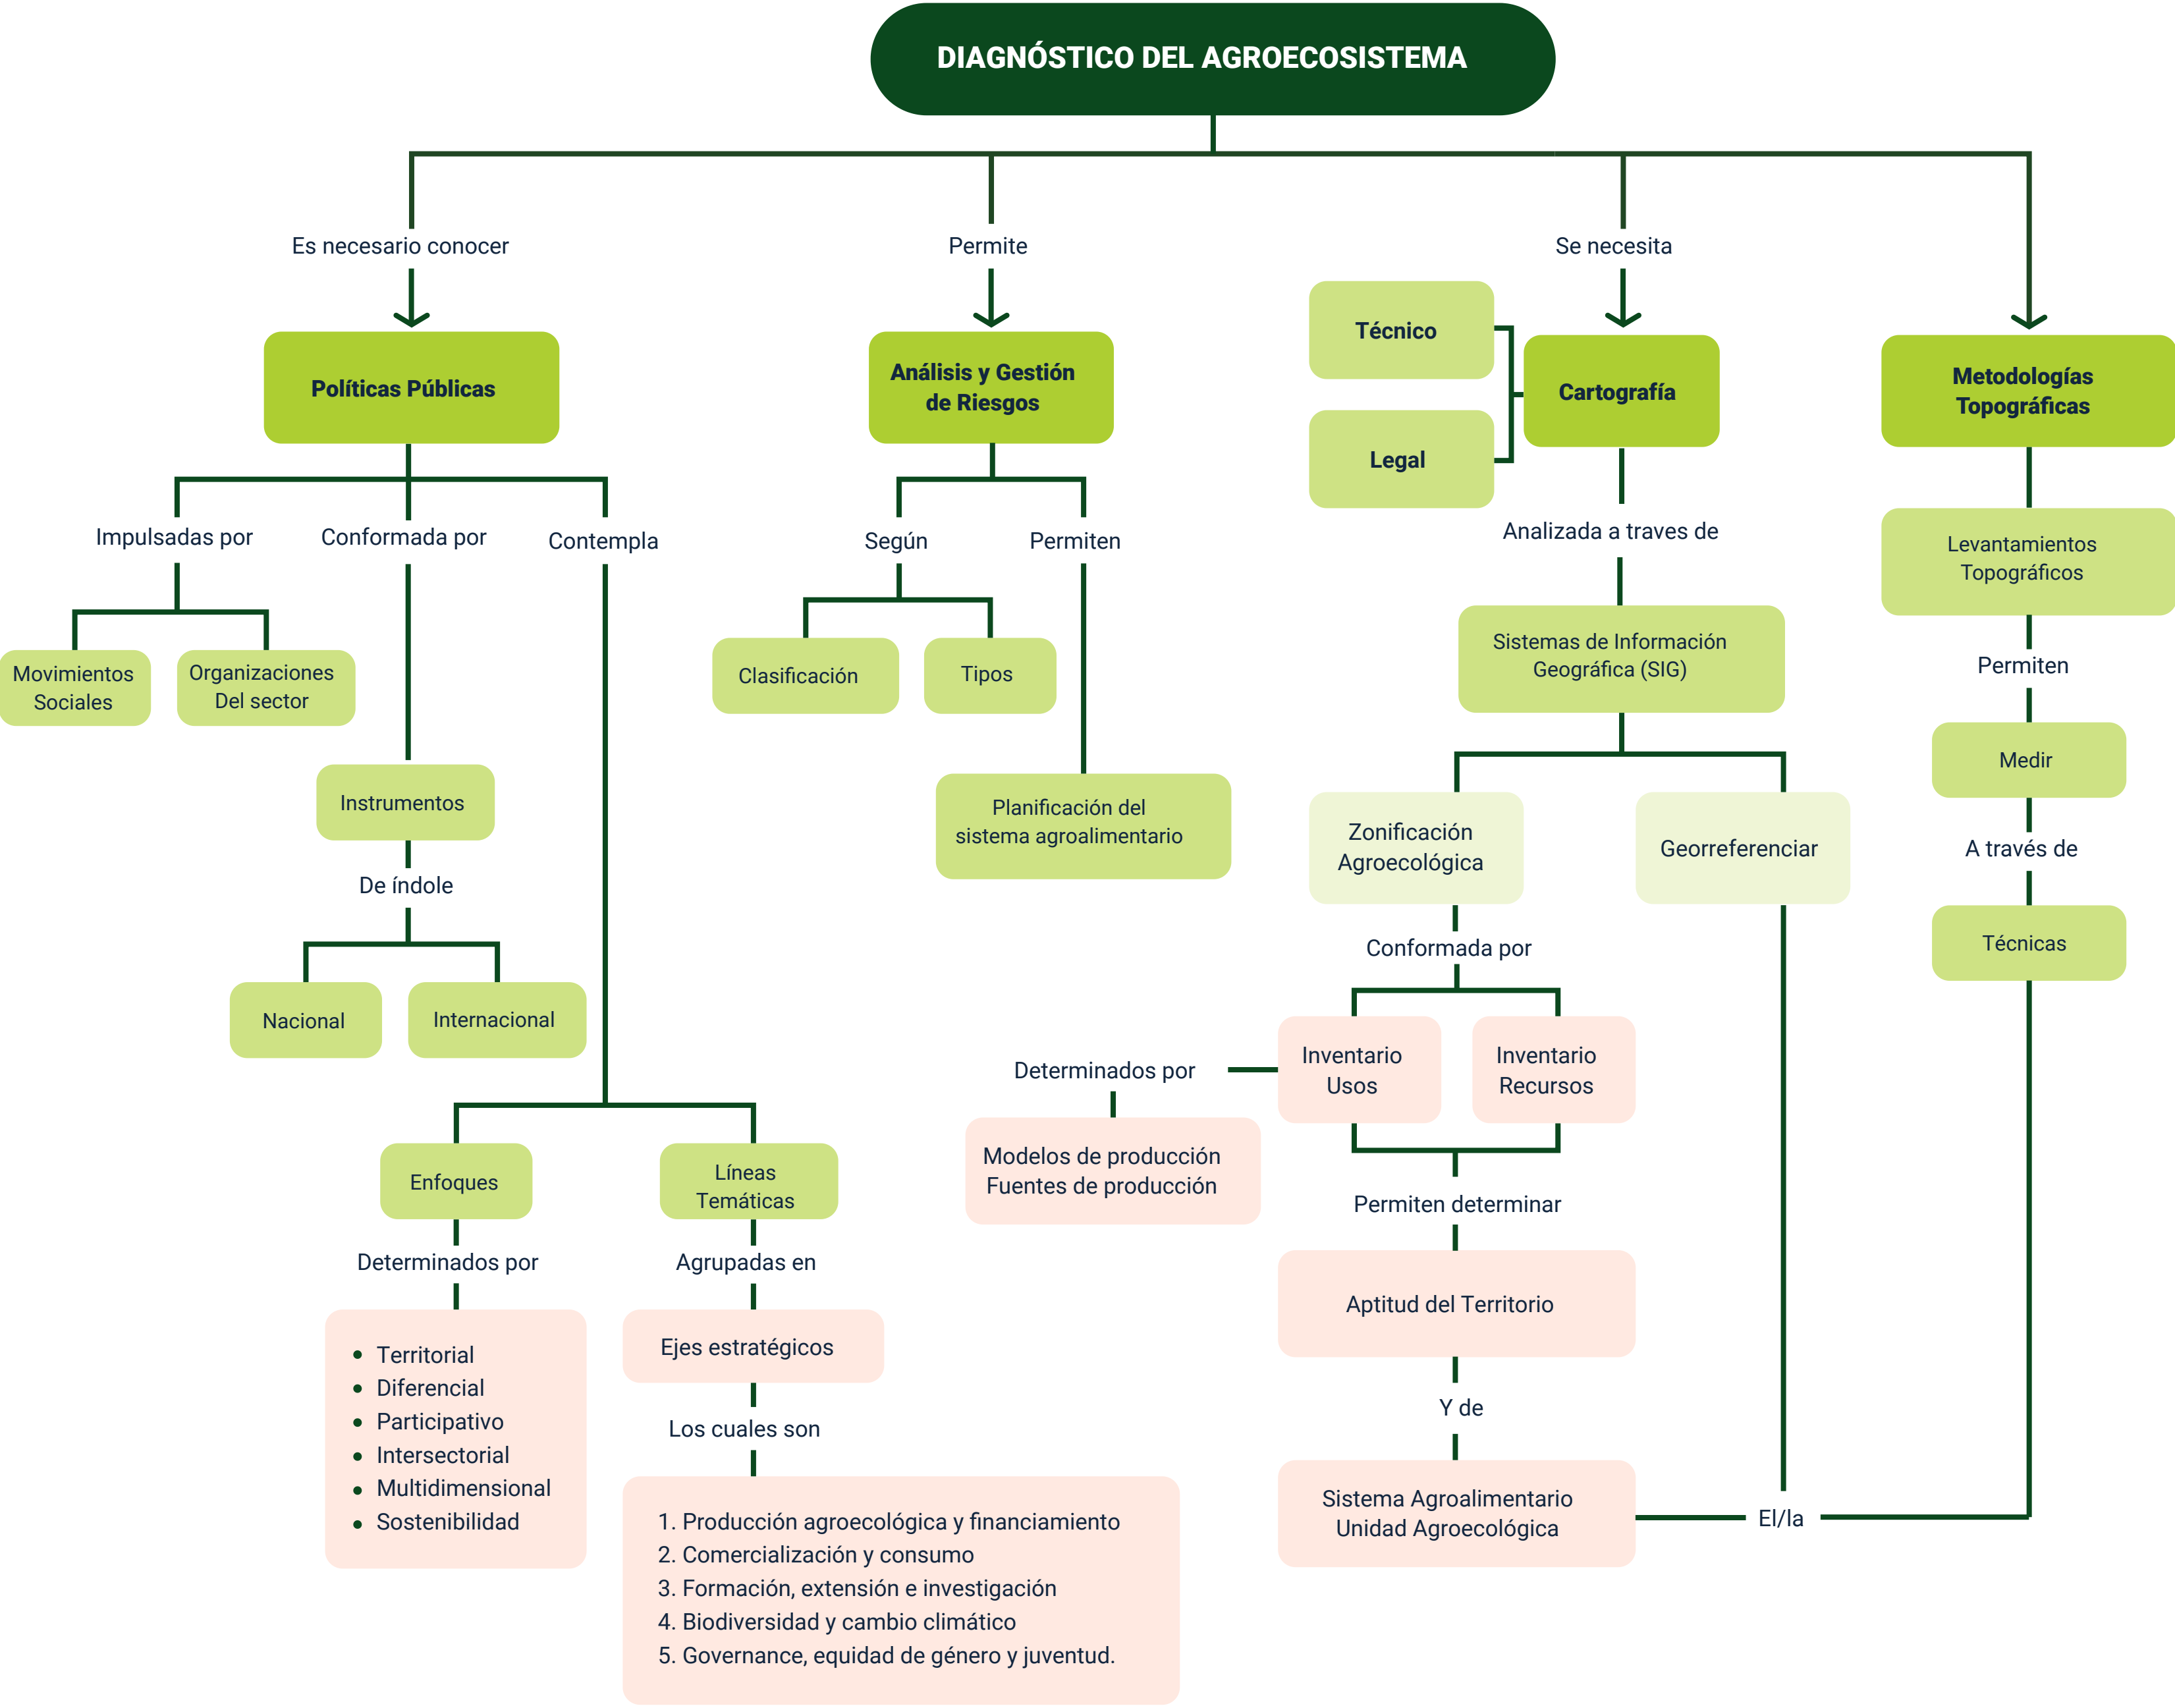 DIAGNÓSTICO DEL AGROECOSISTEMA
Es necesario conocer
Permite
Se necesita
Políticas Públicas
Análisis y Gestión
de Riesgos
Técnico
Legal
Cartografía
Metodologías
Topográficas
Impulsadas por
Conformada por
Contempla
Según
Permiten
Analizada a traves de
Levantamientos
Topográficos
Movimientos
Sociales
Organizaciones
Del sector
Clasificación
Tipos
Sistemas de Información
Geográfica (SIG)
Permiten
Instrumentos
Planificación del
sistema agroalimentario
Zonificación
Agroecológica
Georreferenciar
Medir
A través de
De índole
Conformada por
Técnicas
Nacional
Internacional
Determinados por
Inventario
Usos
Inventario
Recursos
Modelos de producción
Fuentes de producción
Enfoques
Líneas
Temáticas
Permiten determinar
Determinados por
Agrupadas en
Aptitud del Territorio
Ejes estratégicos
Territorial
Diferencial
Participativo
Intersectorial
Multidimensional
Sostenibilidad
Los cuales son
Y de
Sistema Agroalimentario
Unidad Agroecológica
El/la
1. Producción agroecológica y financiamiento
2. Comercialización y consumo
3. Formación, extensión e investigación
4. Biodiversidad y cambio climático
5. Governance, equidad de género y juventud.